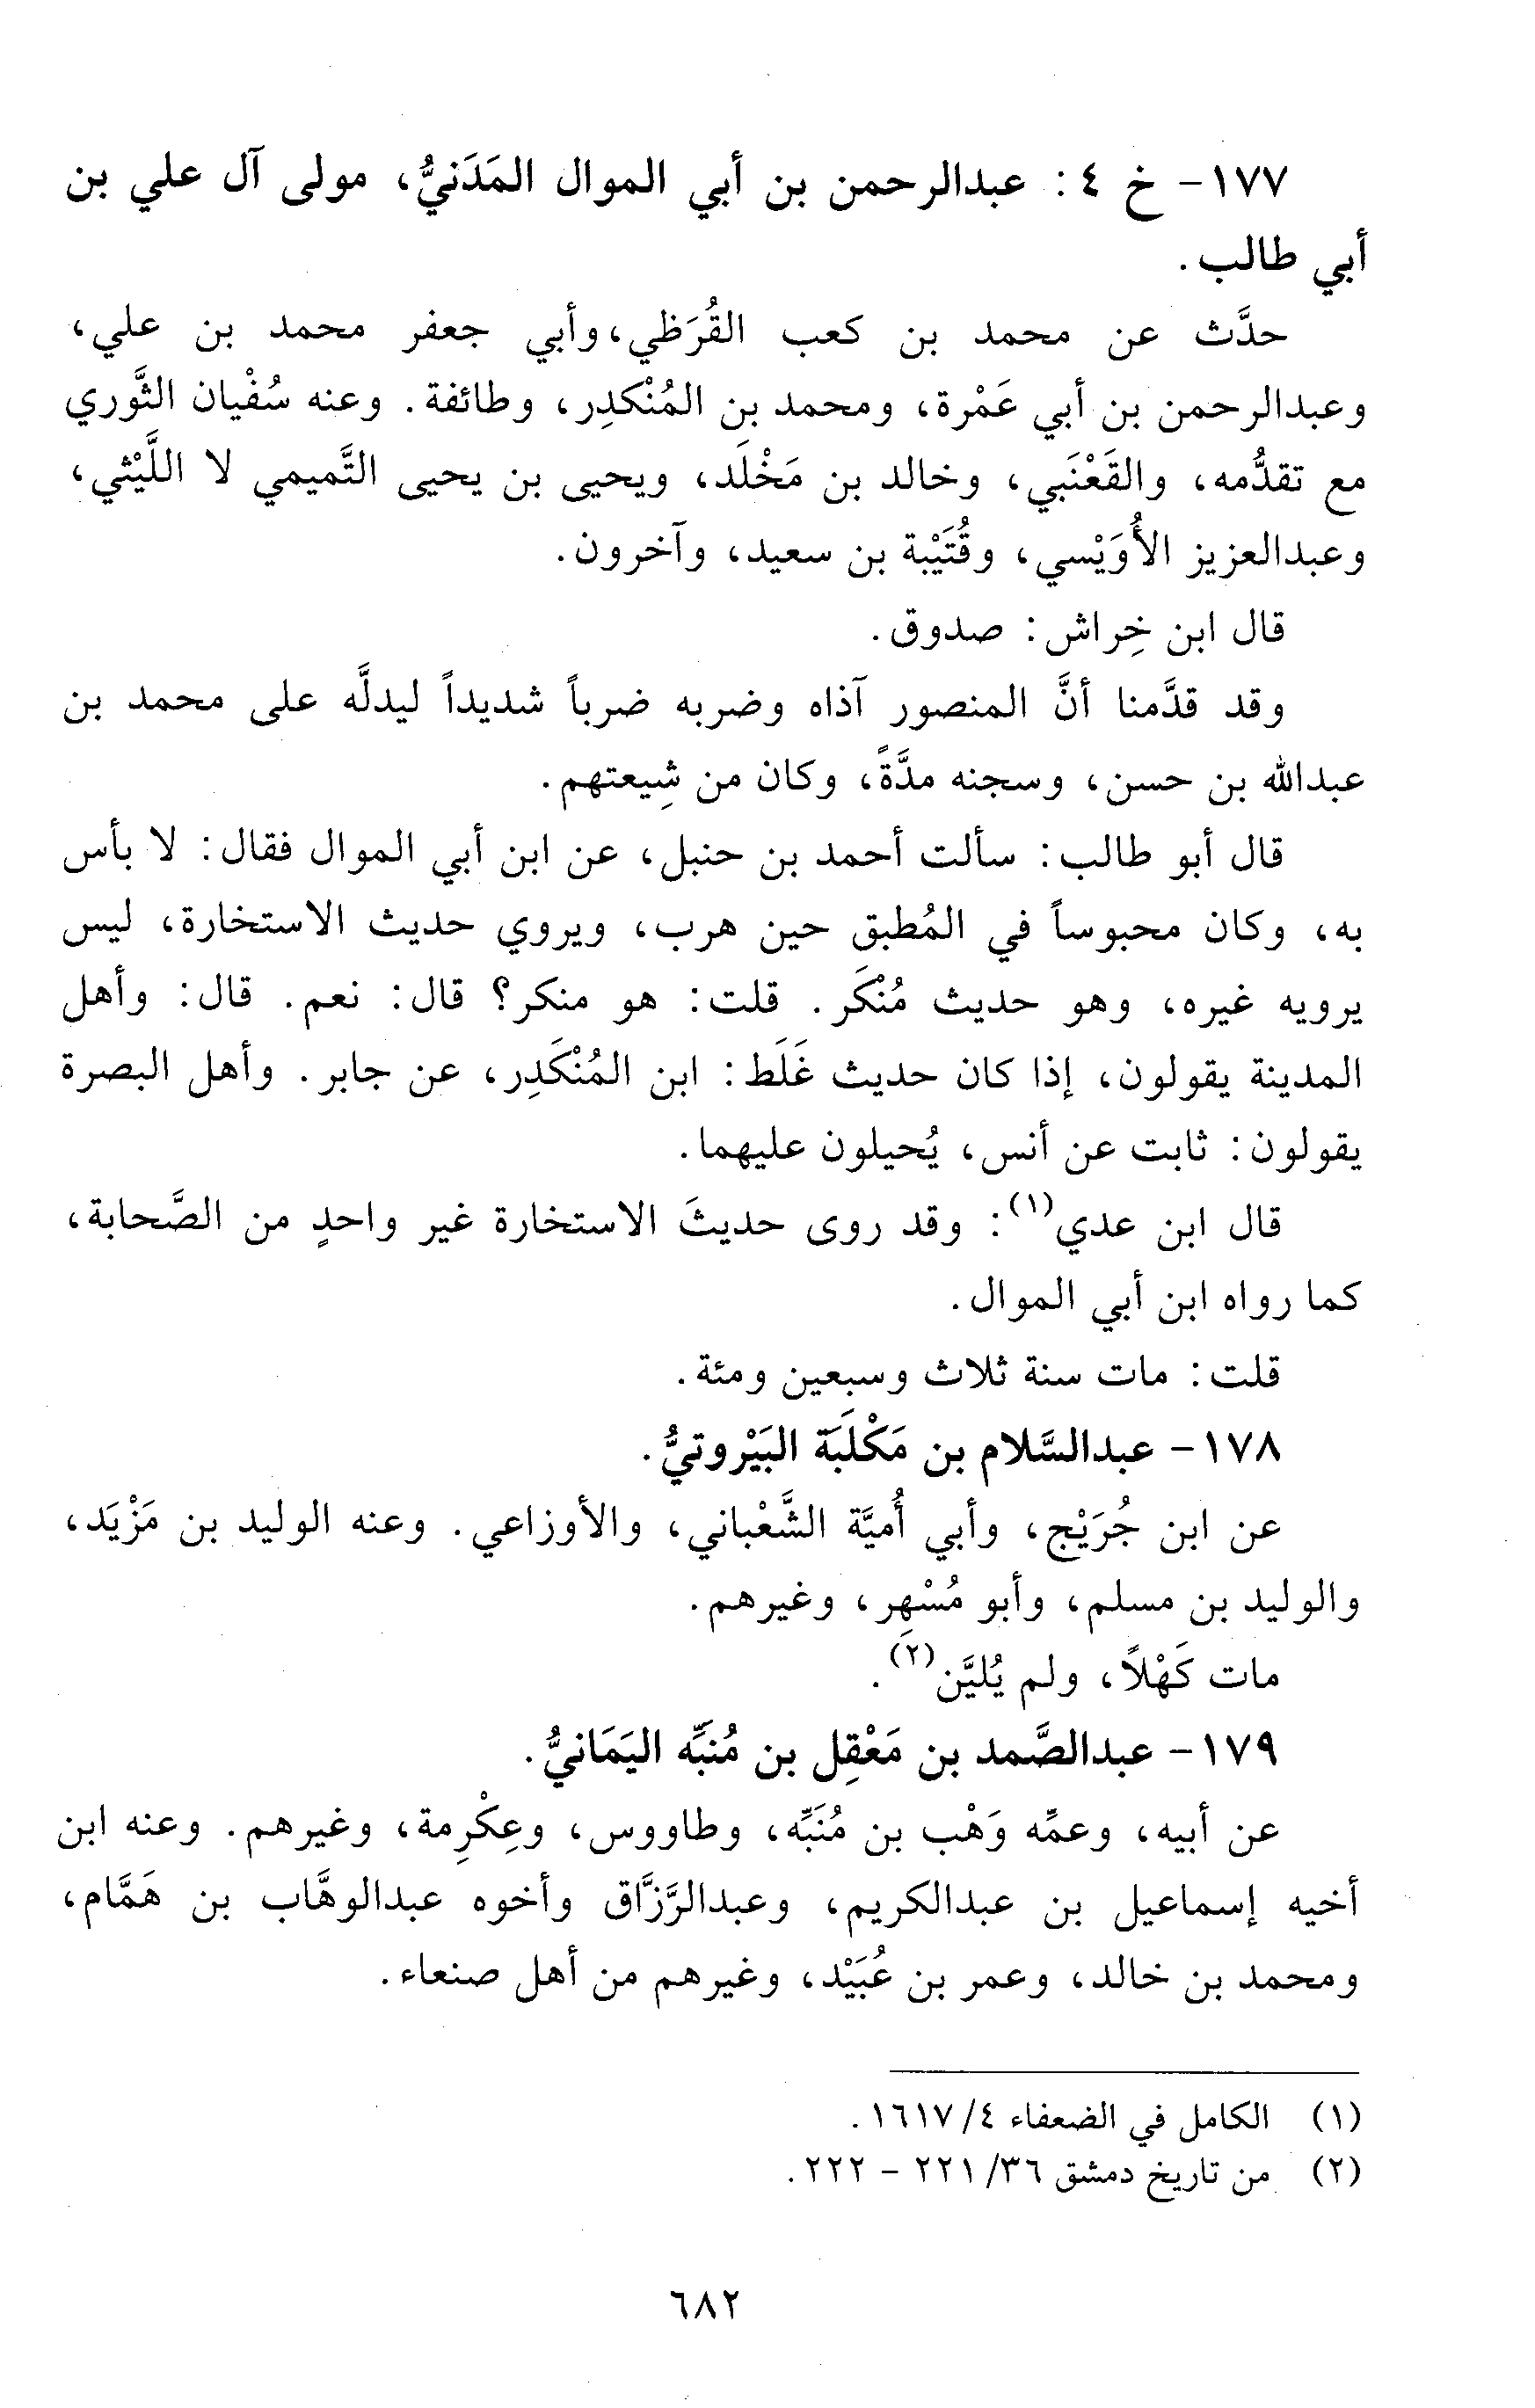 ١٧٧- خ ٤: عبدالرحمن بن أبي الموال المَدَنيُّ، مولى آل علي بن
أبي طالب.
حدَّث عن محمد بن كعب القُرَظي، وأبي جعفر محمد بن علي،
وعبدالرحمن بن أبي عَمْرة، ومحمد بن المُنْكدِر، وطائفة. وعنه سُفْيان الثَّوري
مع تقدُّمه، والقَعْنَبي، وخالد بن مَخْلَد، ويحيى بن يحيى التَّميمي لا اللَّيْثي،
وعبدالعزيز الأُوَيْسي، وقُتَيْبة بن سعيد، وآخرون.
قال ابن خِراش: صدوق.
وقد قدَّمنا أنَّ المنصور آذاه وضربه ضرباً شديداً ليدلَّه على محمد بن
عبدالله بن حسن، وسجنه مدَّةً، وكان من شِيعتهم.
قال أبو طالب: سألت أحمد بن حنبل، عن ابن أبي الموال فقال: لا بأس
به، وكان محبوساً في المُطبق حين هرب، ويروي حديث الاستخارة، ليس
يرويه غيره، وهو حديث مُنْكَر. قلت: هو منكر؟ قال: نعم. قال: وأهل
المدينة يقولون، إذا كان حديث غَلَط: ابن المُنْكَدِر، عن جابر. وأهل البصرة
يقولون: ثابت عن أنس، يُحيلون عليهما.
قال ابن عدي(١): وقد روى حديثَ الاستخارة غير واحدٍ من الصَّحابة،
كما رواه ابن أبي الموال.
قلت: مات سنة ثلاث وسبعين ومئة.
١٧٨- عبدالسَّلام بن مَكْلَبَة البَيْروتيُّ.
عن ابن جُرَيْج، وأبي أُميَّة الشَّعْباني، والأوزاعي. وعنه الوليد بن مَزْيَد،
والوليد بن مسلم، وأبو مُسْهِر، وغيرهم.
مات كَهْلاً، ولم يُليَّن(٢).
١٧٩- عبدالصَّمد بن مَعْقِل بن مُنَبِّه اليَمَانيُّ.
عن أبيه، وعمِّه وَهْب بن مُنَبِّه، وطاووس، وعِكْرِمة، وغيرهم. وعنه ابن
أخيه إسماعيل بن عبدالكريم، وعبدالرَّزَّاق وأخوه عبدالوهَّاب بن هَمَّام،
ومحمد بن خالد، وعمر بن عُبَيْد، وغيرهم من أهل صنعاء.
(١) الكامل في الضعفاء ٤/ ١٦١٧.
(٢) من تاريخ دمشق ٣٦/ ٢٢١ - ٢٢٢.
٦٨٢